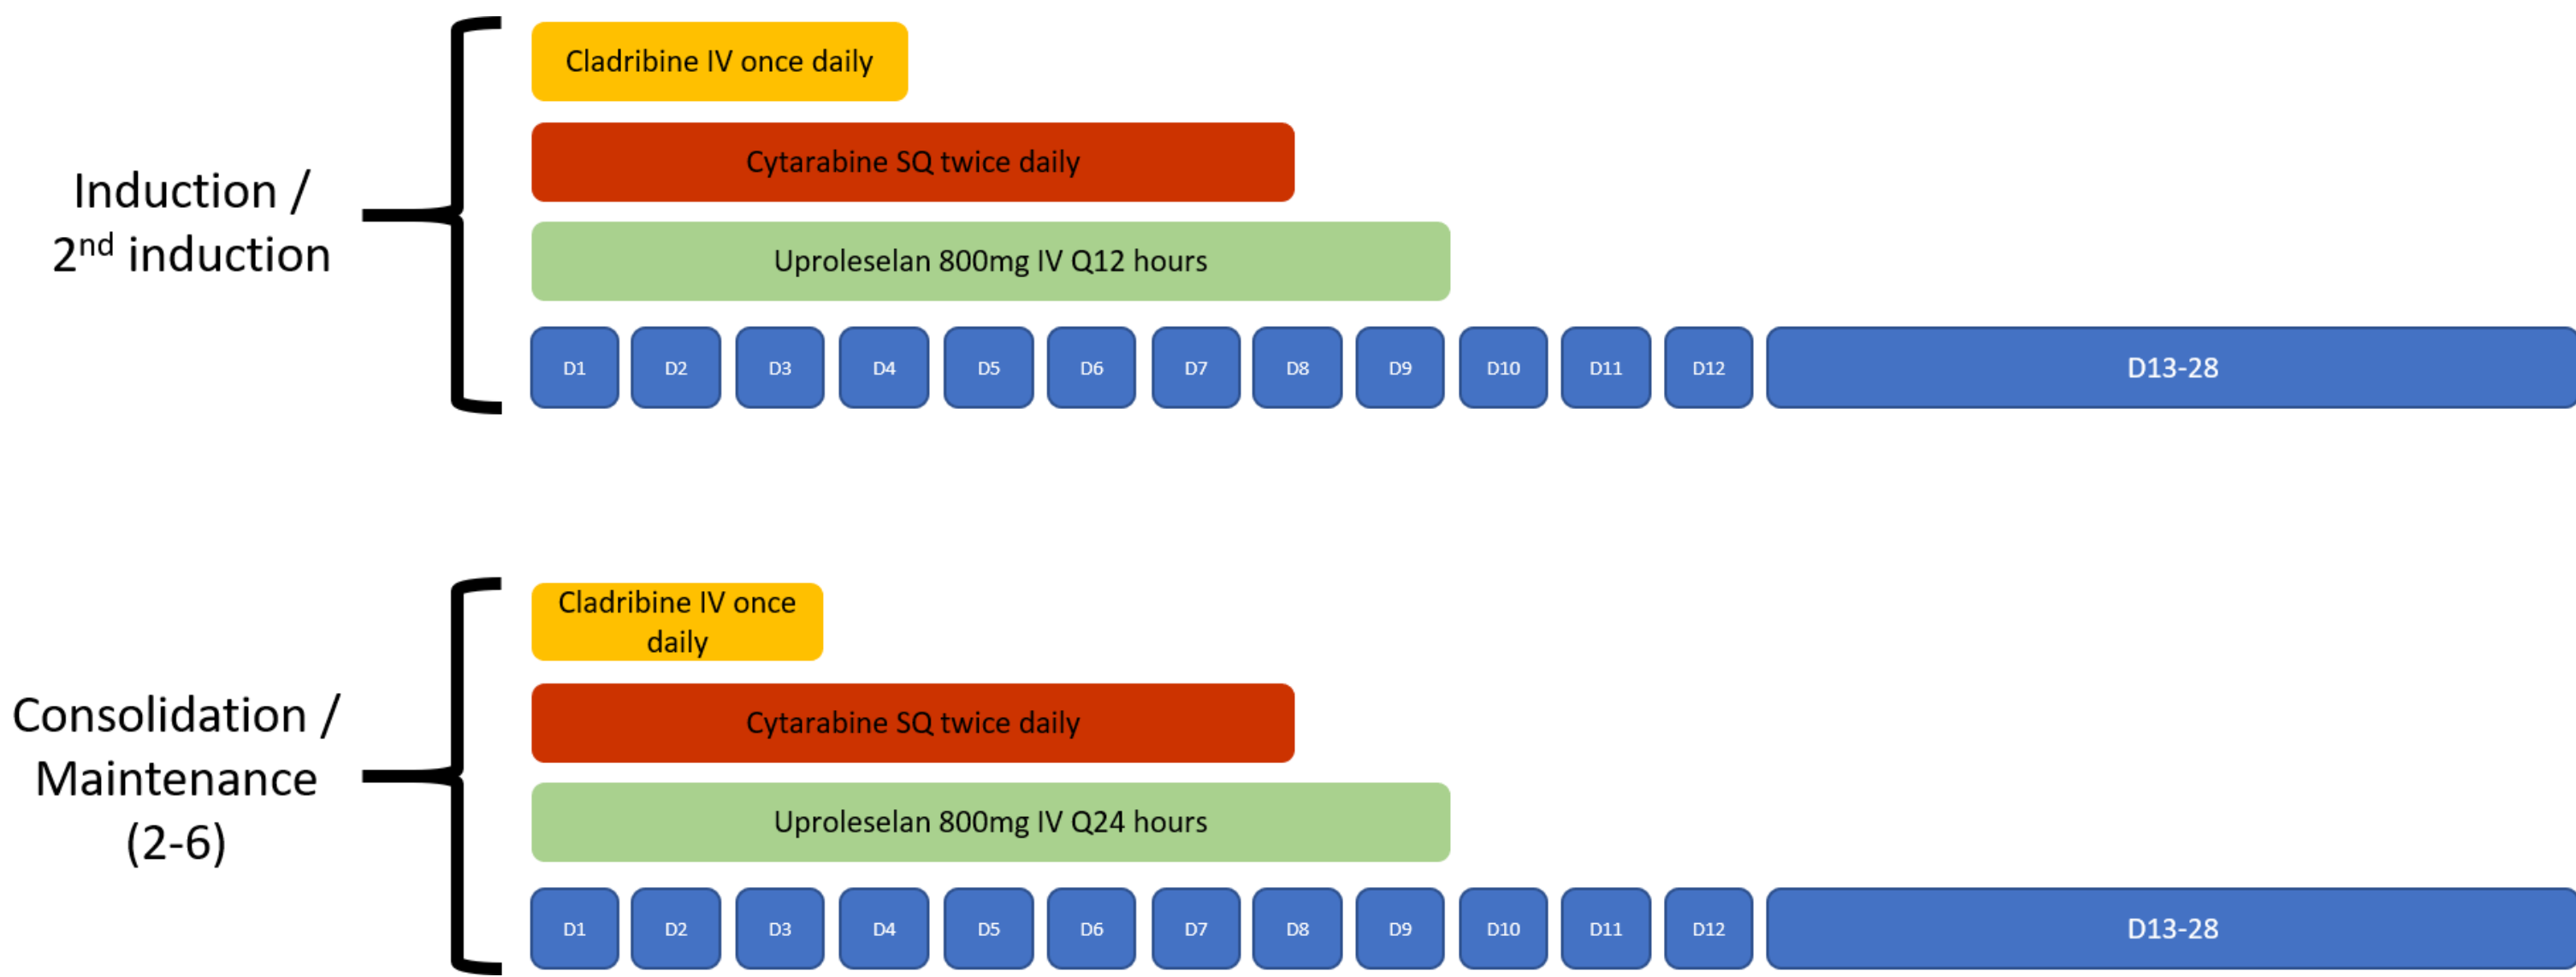 Induction /
2nd induction
Cladribine IV once daily
Cytarabine SQ twice daily
Uproleselan 800mg IV Q12 hours
D1 D2 D3 D4 D5 D6 D7 D8 D9 D10 D11 D12 D13-28
Consolidation /
Maintenance
(2-6)
Cladribine IV once
daily
Cytarabine SQ twice daily
Uproleselan 800mg IV Q24 hours
D1 D2 D3 D4 D5 D6 D7 D8 D9 D10 D11 D12 D13-28